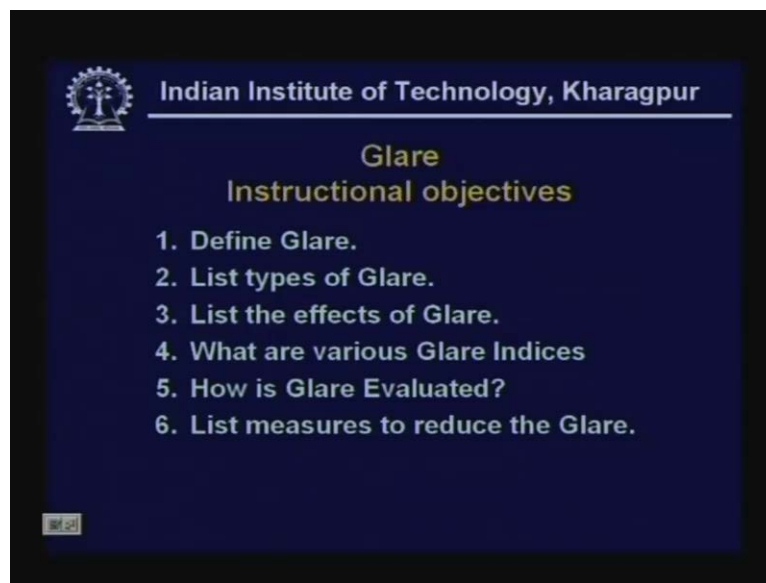 Indian Institute of Technology, Kharagpur
Glare
Instructional objectives
1. Define Glare.
2. List types of Glare.
3. List the effects of Glare.
4. What are various Glare Indices
5. How is Glare Evaluated?
6. List measures to reduce the Glare.